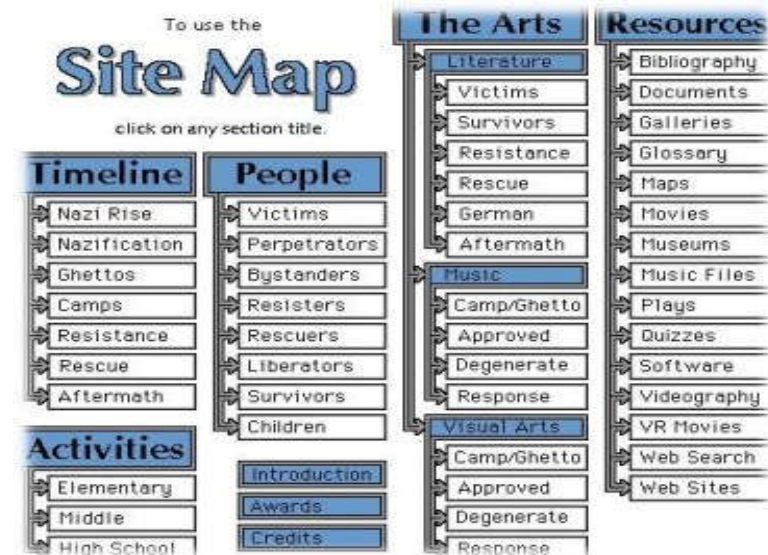 To use the
Site Map
click on any section title.
Timeline
Nazi Rise
Nazification
Ghettos
Camps
Resistance
Rescue
Aftermath
Activities
Elementary
Middle
High School
People
Victims
Perpetrators
Bystanders
Resisters
Rescuers
Liberators
Survivors
Children
Introduction
Awards
Credits
The Arts
Literature
Victims
Survivors
Resistance
Rescue
German
Aftermath
Music
Camp/Ghetto
Approved
Degenerate
Response
Visual Arts
Camp/Ghetto
Approved
Degenerate
Response
Resources
Bibliography
Documents
Galleries
Glossary
Maps
Movies
Museums
Music Files
Plays
Quizzes
Software
Videography
VR Movies
Web Search
Web Sites